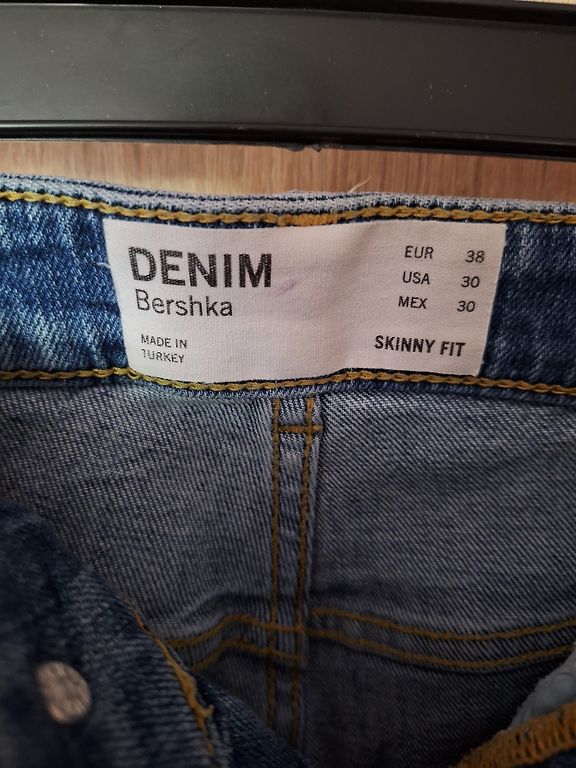 DENIM
Bershka
MADE IN
TURKEY
EUR 38
USA 30
MEX 30
SKINNY FIT